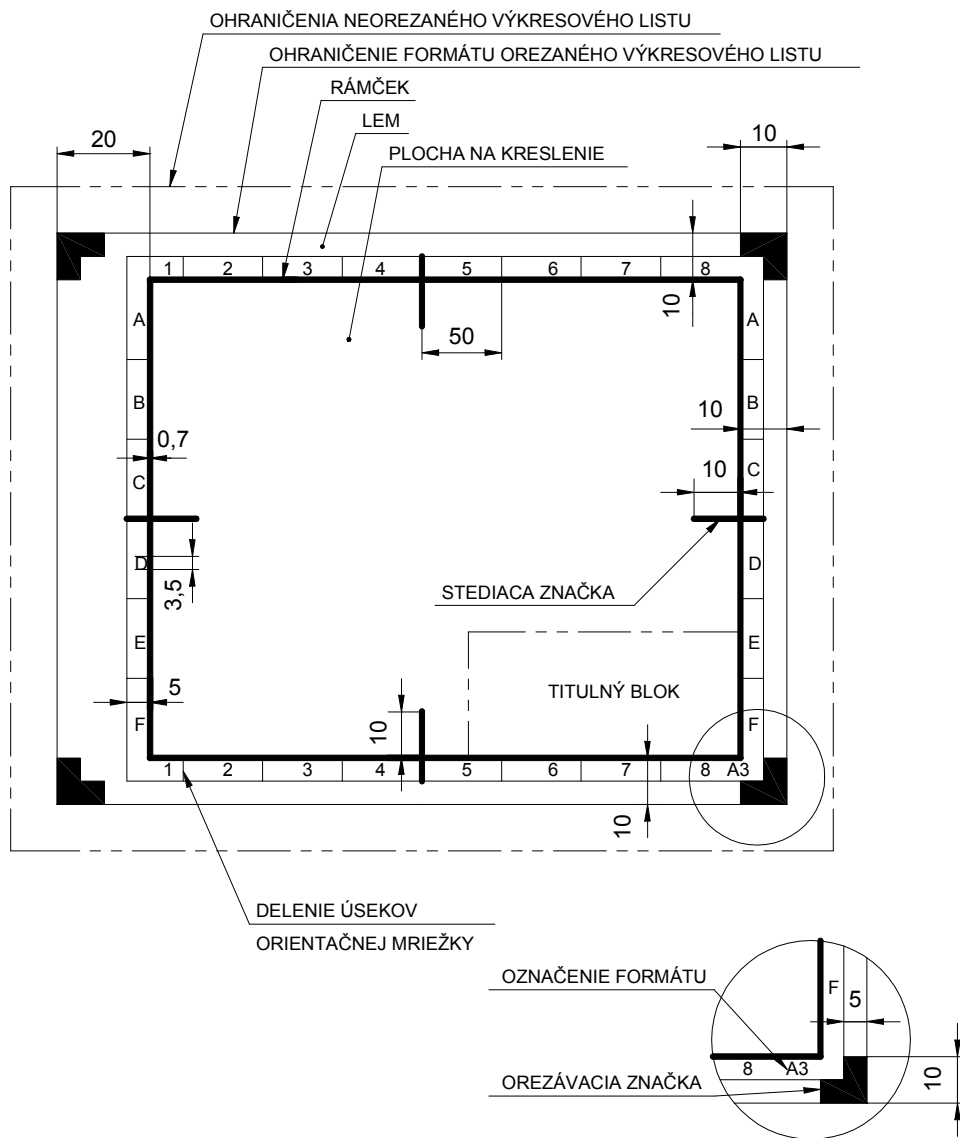 OHRANIČENIA NEOREZANÉHO VÝKRESOVÉHO LISTU
OHRANIČENIE FORMÁTU OREZANÉHO VÝKRESOVÉHO LISTU
RÁMČEK
LEM
PLOCHA NA KRESLENIE
20
10
1 2 3 4 5 6 7 8
10
50
A
A
B
B
10
0,7
C
C
10
D
D
3,5
STEDIACA ZNAČKA
E
E
5
TITULNÝ BLOK
10
F
F
1 2 3 4 5 6 7 8 A3
10
DELENIE ÚSEKOV
ORIENTAČNEJ MRIEŽKY
OZNAČENIE FORMÁTU
F
5
8 A3
OREZÁVACIA ZNAČKA
10